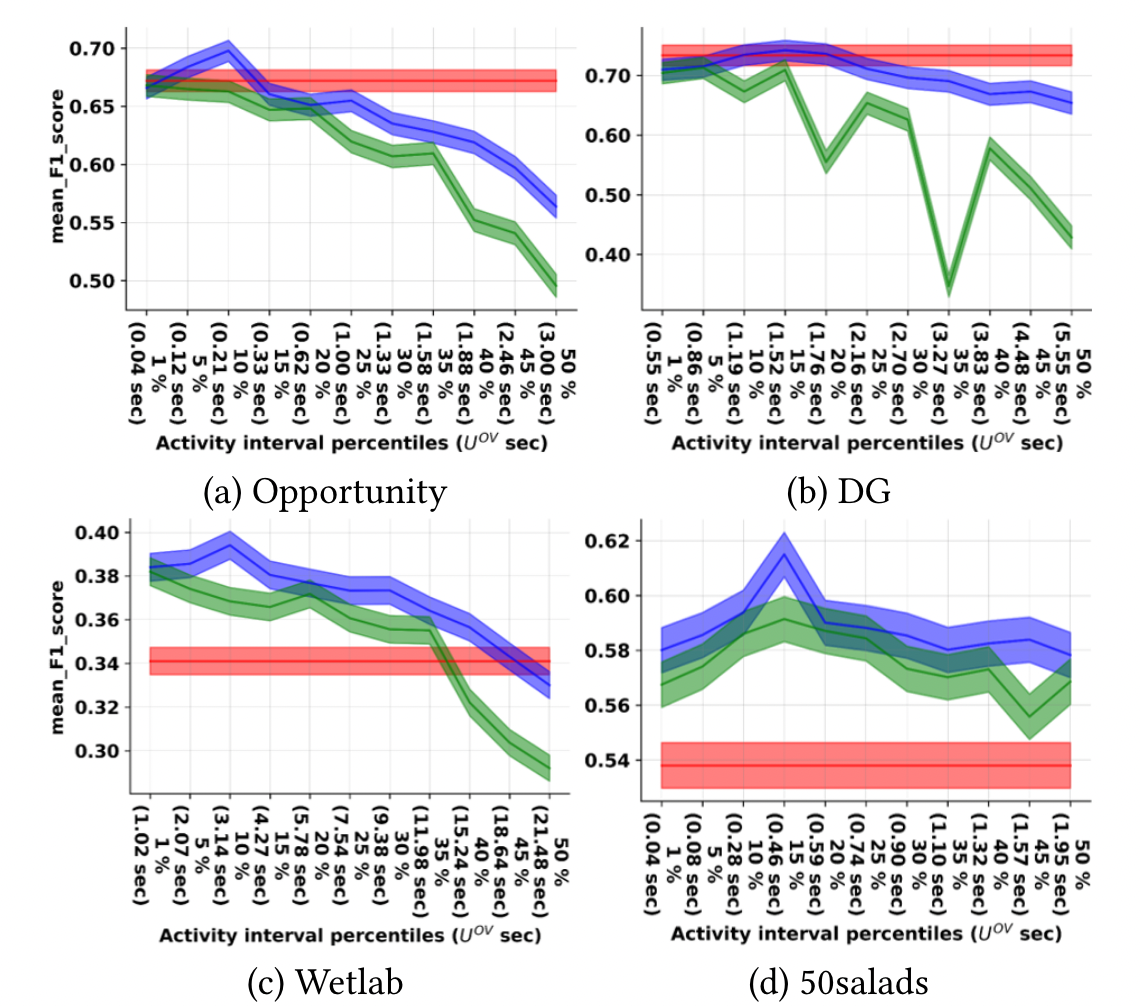 mean_F1_score
0.70
0.65
0.60
0.55
0.50
1 %
(0.04 sec)
5 %
(0.12 sec)
10 %
(0.21 sec)
15 %
(0.33 sec)
20 %
(0.62 sec)
25 %
(1.00 sec)
30 %
(1.33 sec)
35 %
(1.58 sec)
40 %
(1.88 sec)
45 %
(2.46 sec)
50 %
(3.00 sec)
Activity interval percentiles (U^OV sec)
(a) Opportunity
0.70
0.60
0.50
0.40
1 %
(0.55 sec)
5 %
(0.86 sec)
10 %
(1.19 sec)
15 %
(1.52 sec)
20 %
(1.76 sec)
25 %
(2.16 sec)
30 %
(2.70 sec)
35 %
(3.27 sec)
40 %
(3.83 sec)
45 %
(4.48 sec)
50 %
(5.55 sec)
Activity interval percentiles (U^OV sec)
(b) DG
mean_F1_score
0.40
0.38
0.36
0.34
0.32
0.30
1 %
(1.02 sec)
5 %
(2.07 sec)
10 %
(3.14 sec)
15 %
(4.27 sec)
20 %
(5.78 sec)
25 %
(7.54 sec)
30 %
(9.38 sec)
35 %
(11.98 sec)
40 %
(15.24 sec)
45 %
(18.64 sec)
50 %
(21.48 sec)
Activity interval percentiles (U^OV sec)
(c) Wetlab
0.62
0.60
0.58
0.56
0.54
1 %
(0.04 sec)
5 %
(0.08 sec)
10 %
(0.28 sec)
15 %
(0.46 sec)
20 %
(0.59 sec)
25 %
(0.74 sec)
30 %
(0.90 sec)
35 %
(1.10 sec)
40 %
(1.32 sec)
45 %
(1.57 sec)
50 %
(1.95 sec)
Activity interval percentiles (U^OV sec)
(d) 50salads